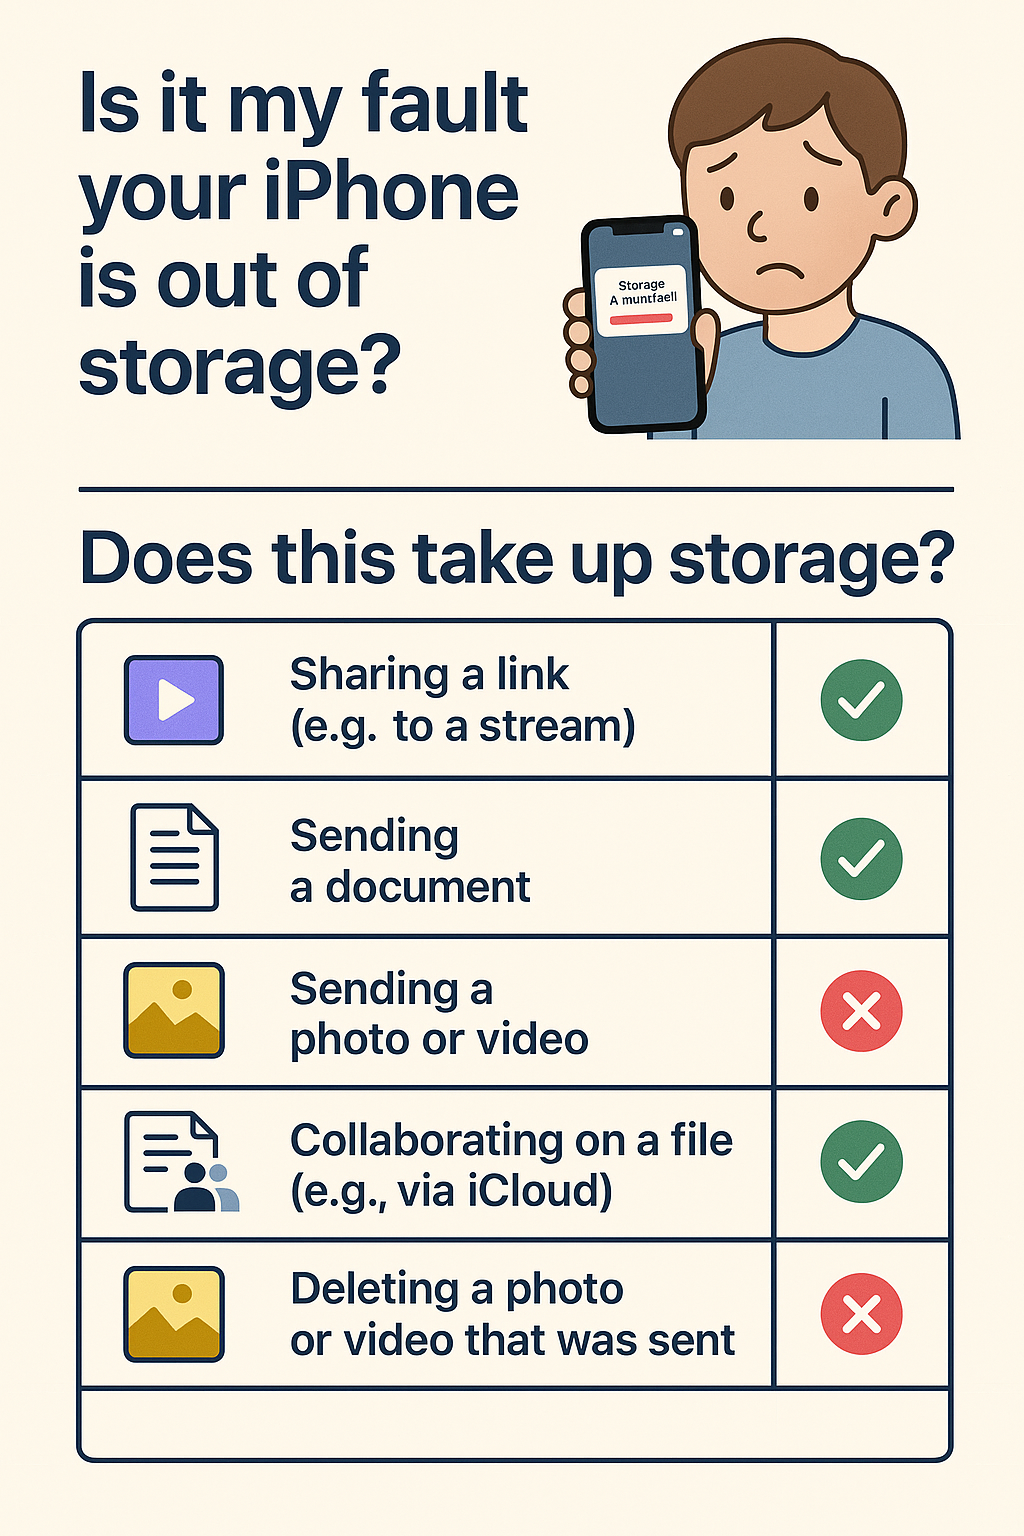 Is it my fault
your iPhone
is out of
storage?
Storage
A muntfaell
Does this take up storage?
Sharing a link
(e.g. to a stream)
Sending
a document
Sending a
photo or video
Collaborating on a file
(e.g., via iCloud)
Deleting a photo
or video that was sent